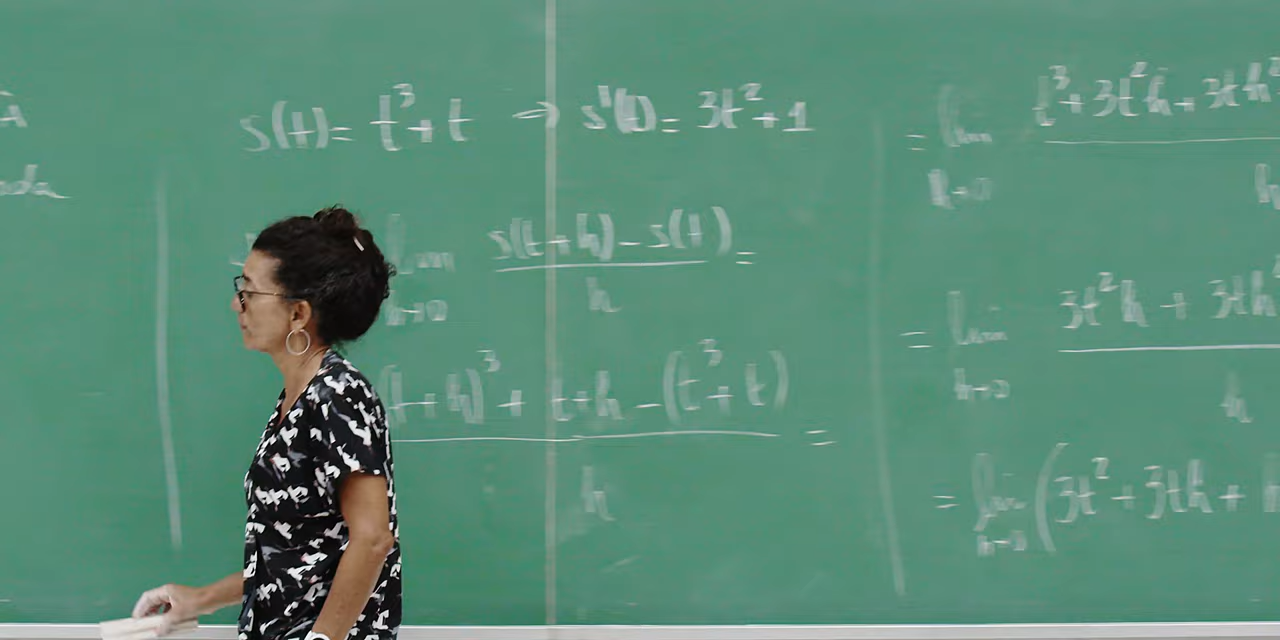 s(t) = t³ + t → s'(t) = 3t² + 1
lim s(t+h) - s(t) =
h→0 h
(t+h)³ + t+h - (t³ + t) =
h
= lim t³ + 3t²h + 3th²
h→0
= lim 3t²h + 3th
h→0 h
= lim (3t² + 3th +
h→0